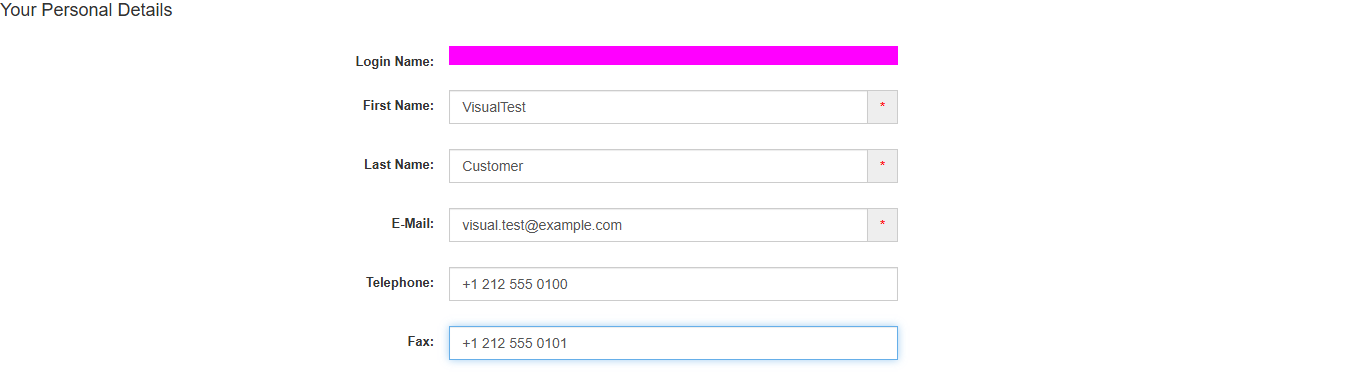 Your Personal Details
Login Name:
First Name: VisualTest *
Last Name: Customer *
E-Mail: visual.test@example.com *
Telephone: +1 212 555 0100
Fax: +1 212 555 0101